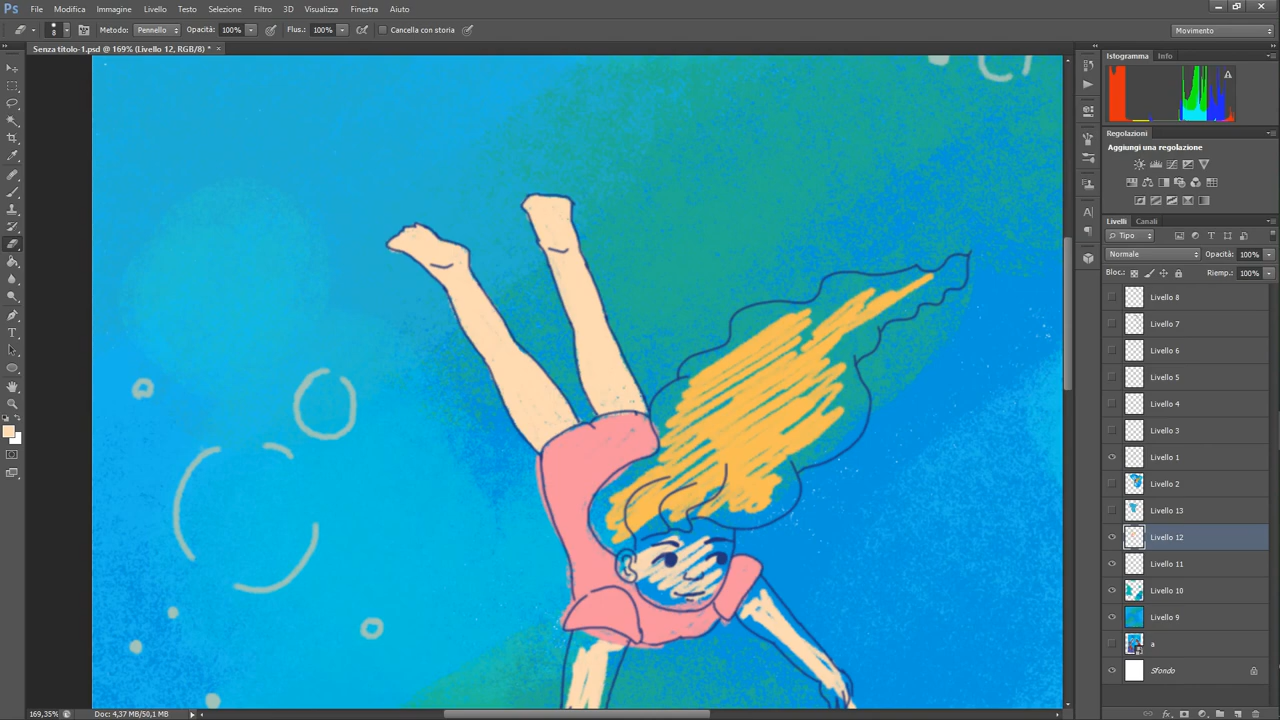 Ps File Modifica Immagine Livello Testo Selezione Filtro 3D Visualizza Finestra Aiuto
8 Metodo: Pennello Opacità: 100% Flus.: 100% Cancella con storia Movimento
Senza titolo-1.psd @ 169% (Livello 12, RGB/8) * ×
Istogramma Info
Regolazioni
Aggiungi una regolazione
Livelli Canali
Tipo
Normale Opacità: 100%
Bloc.: Riemp.: 100%
Livello 8
Livello 7
Livello 6
Livello 5
Livello 4
Livello 3
Livello 1
Livello 2
Livello 13
Livello 12
Livello 11
Livello 10
Livello 9
a
Sfondo
169,35% Doc: 4,37 MB/50,1 MB